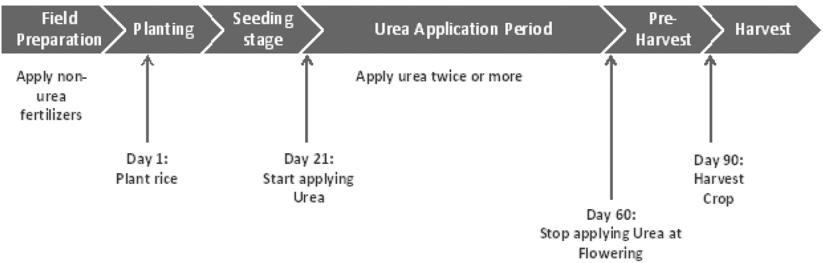 Field
Preparation
Planting
Seeding
stage
Urea Application Period
Pre-
Harvest
Harvest
Apply non-
urea
fertilizers
Apply urea twice or more
Day 1:
Plant rice
Day 21:
Start applying
Urea
Day 60:
Stop applying Urea at
Flowering
Day 90:
Harvest
Crop